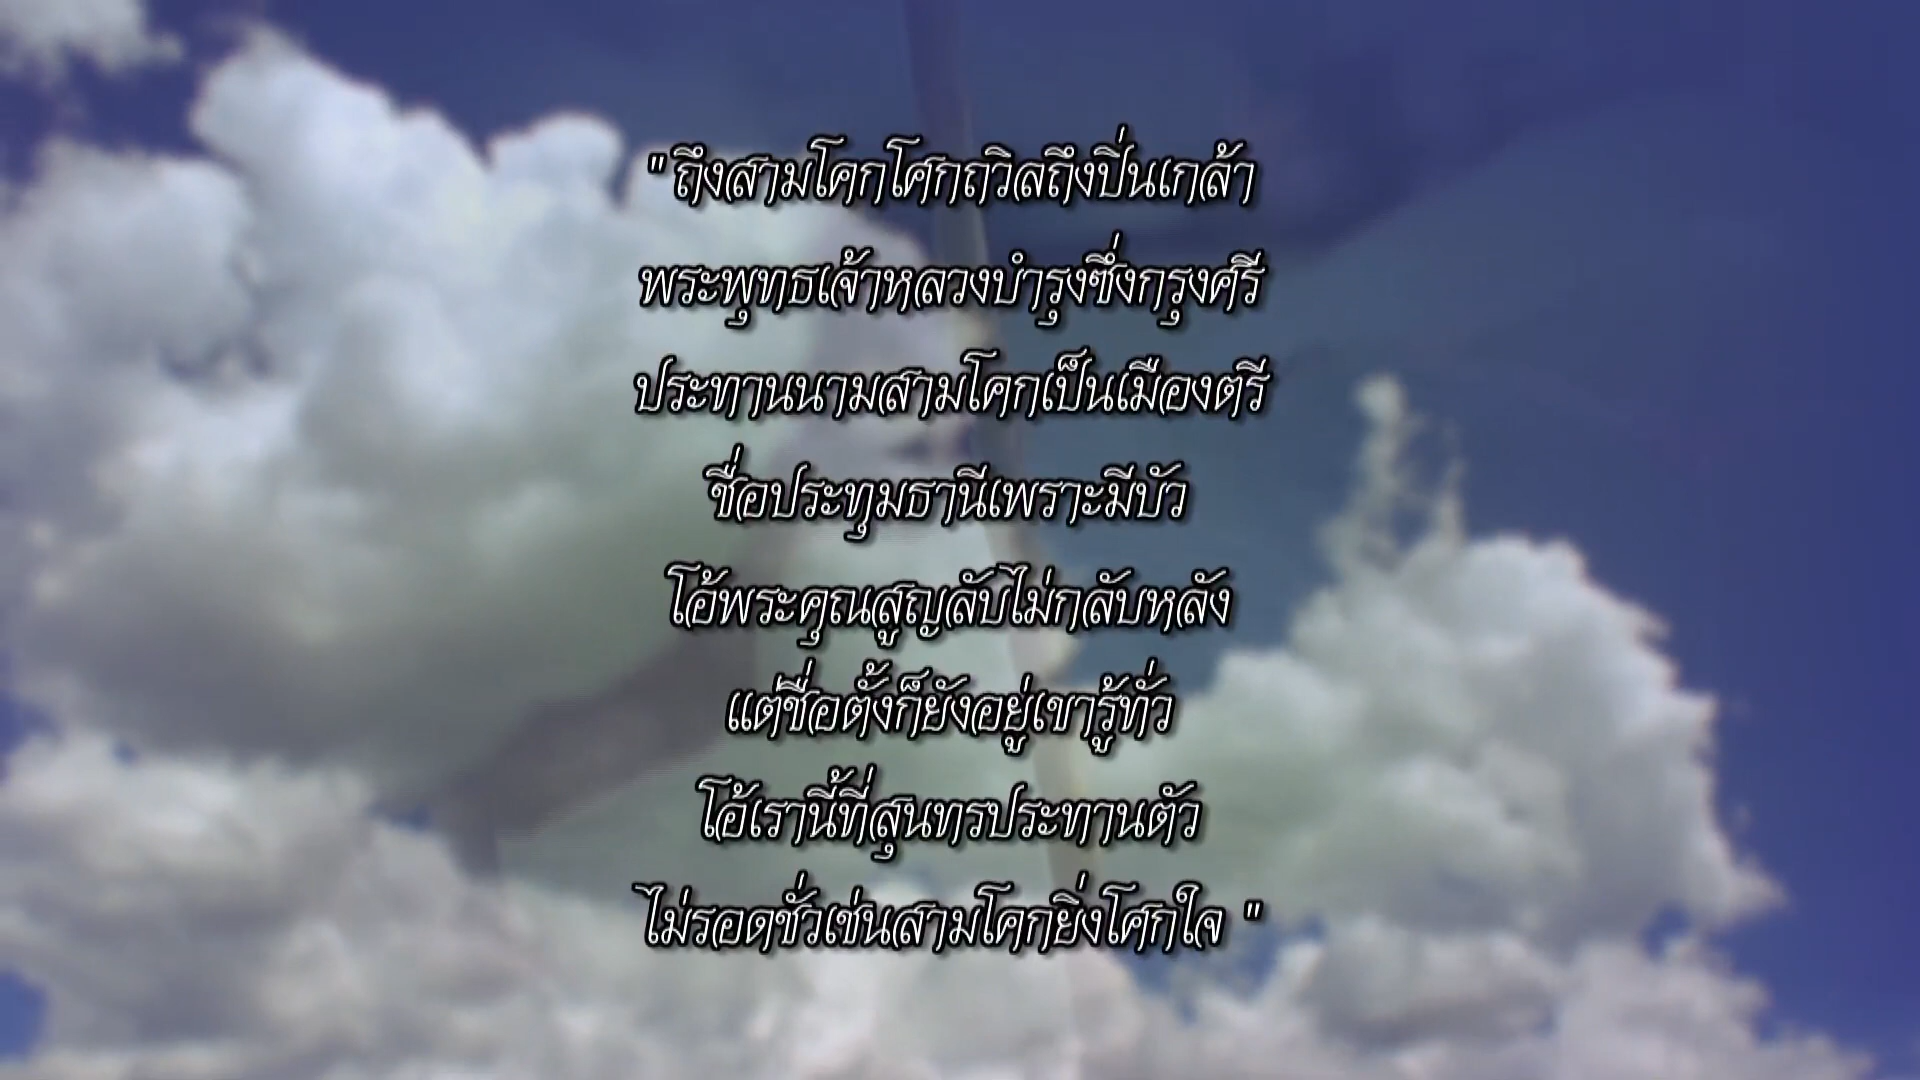 " ถึงสามโคกโศกถวิลถึงปิ่นเกล้า
พระพุทธเจ้าหลวงบำรุงซึ่งกรุงศรี
ประทานนามสามโคกเป็นเมืองตรี
ชื่อประทุมธานีเพราะมีบัว
โอ้พระคุณสูญลับไม่กลับหลัง
แต่ชื่อตั้งก็ยังอยู่เขารู้ทั่ว
โอ้เรานี้ที่สุนทรประทานตัว
ไม่รอดชั่วเช่นสามโคกยิ่งโศกใจ "